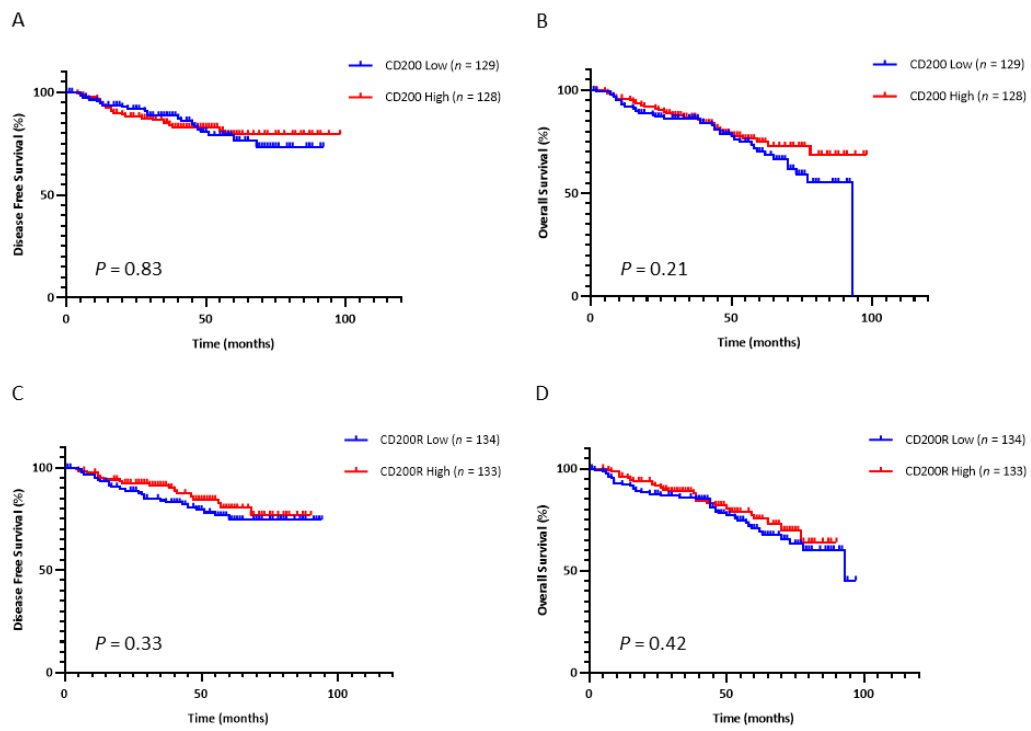 A
CD200 Low (n = 129)
CD200 High (n = 128)
Disease Free Survival (%)
100
50
0
P = 0.83
0 50 100
Time (months)
B
CD200 Low (n = 129)
CD200 High (n = 128)
Overall Survival (%)
100
50
0
P = 0.21
0 50 100
Time (months)
C
CD200R Low (n = 134)
CD200R High (n = 133)
Disease Free Survival (%)
100
50
0
P = 0.33
0 50 100
Time (months)
D
CD200R Low (n = 134)
CD200R High (n = 133)
Overall Survival (%)
100
50
0
P = 0.42
0 50 100
Time (months)